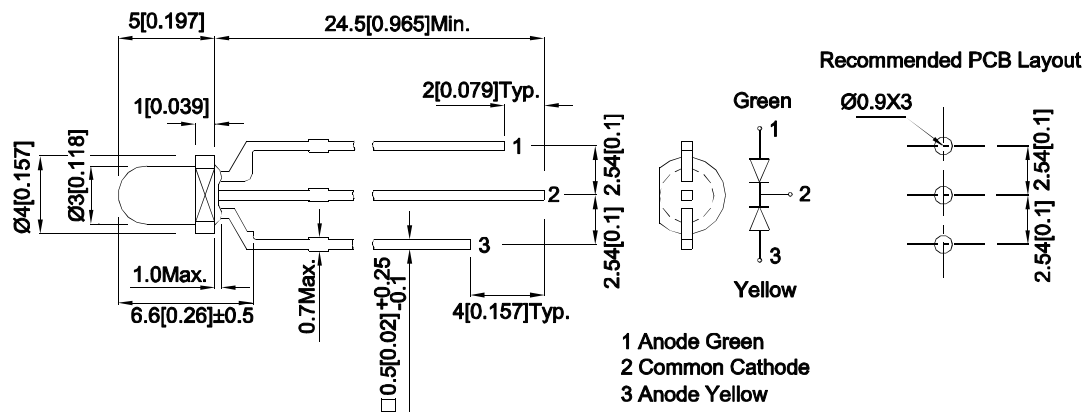 5[0.197]
24.5[0.965]Min.
Recommended PCB Layout
2[0.079]Typ.
1[0.039]
Green
Ø0.9X3
1
1
2.54[0.1]
2.54[0.1]
Ø4[0.157]
Ø3[0.118]
2
2
3
3
2.54[0.1]
2.54[0.1]
1.0Max.
0.7Max.
□0.5[0.02]+0.25 -0.1
Yellow
6.6[0.26]±0.5
4[0.157]Typ.
1 Anode Green
2 Common Cathode
3 Anode Yellow